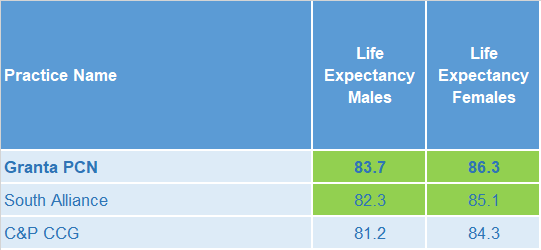 Practice Name
Life
Expectancy
Males
Life
Expectancy
Females
Granta PCN 83.7 86.3
South Alliance 82.3 85.1
C&P CCG 81.2 84.3